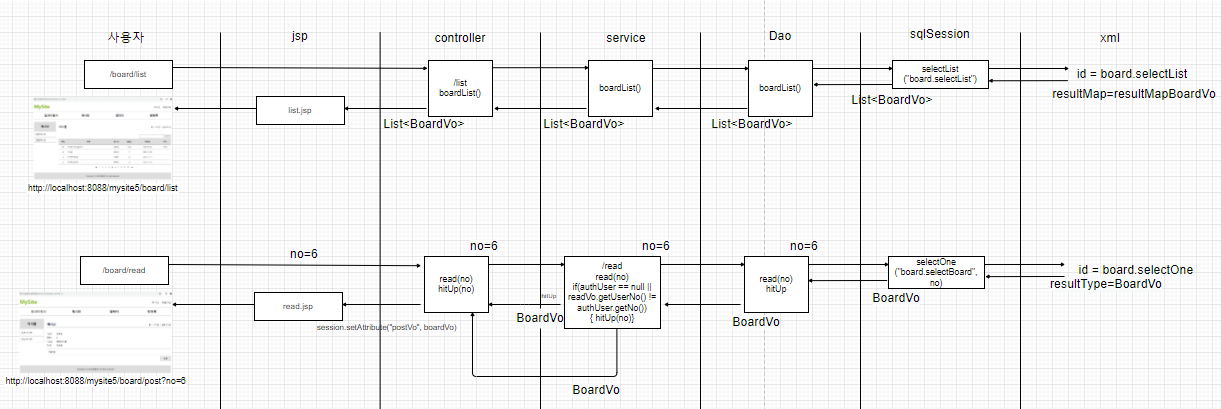 사용자
jsp
controller
service
Dao
sqlSession
xml
/board/list
/list
boardList()
boardList()
boardList()
selectList
("board.selectList")
id = board.selectList
resultMap=resultMapBoardVo
list.jsp
List<BoardVo>
List<BoardVo>
List<BoardVo>
List<BoardVo>
MySite
http://localhost:8088/mysite5/board/list
no=6
no=6
no=6
no=6
/board/read
read(no)
hitUp(no)
/read
read(no)
if(authUser == null ||
readVo.getUserNo() !=
authUser.getNo())
{ hitUp(no)}
read(no)
hitUp
selectOne
("board.selectBoard",
no)
id = board.selectOne
resultType=BoardVo
MySite
read.jsp
hitUp
BoardVo
BoardVo
BoardVo
session.setAttribute("postVo", boardVo)
http://localhost:8088/mysite5/board/post?no=6
BoardVo